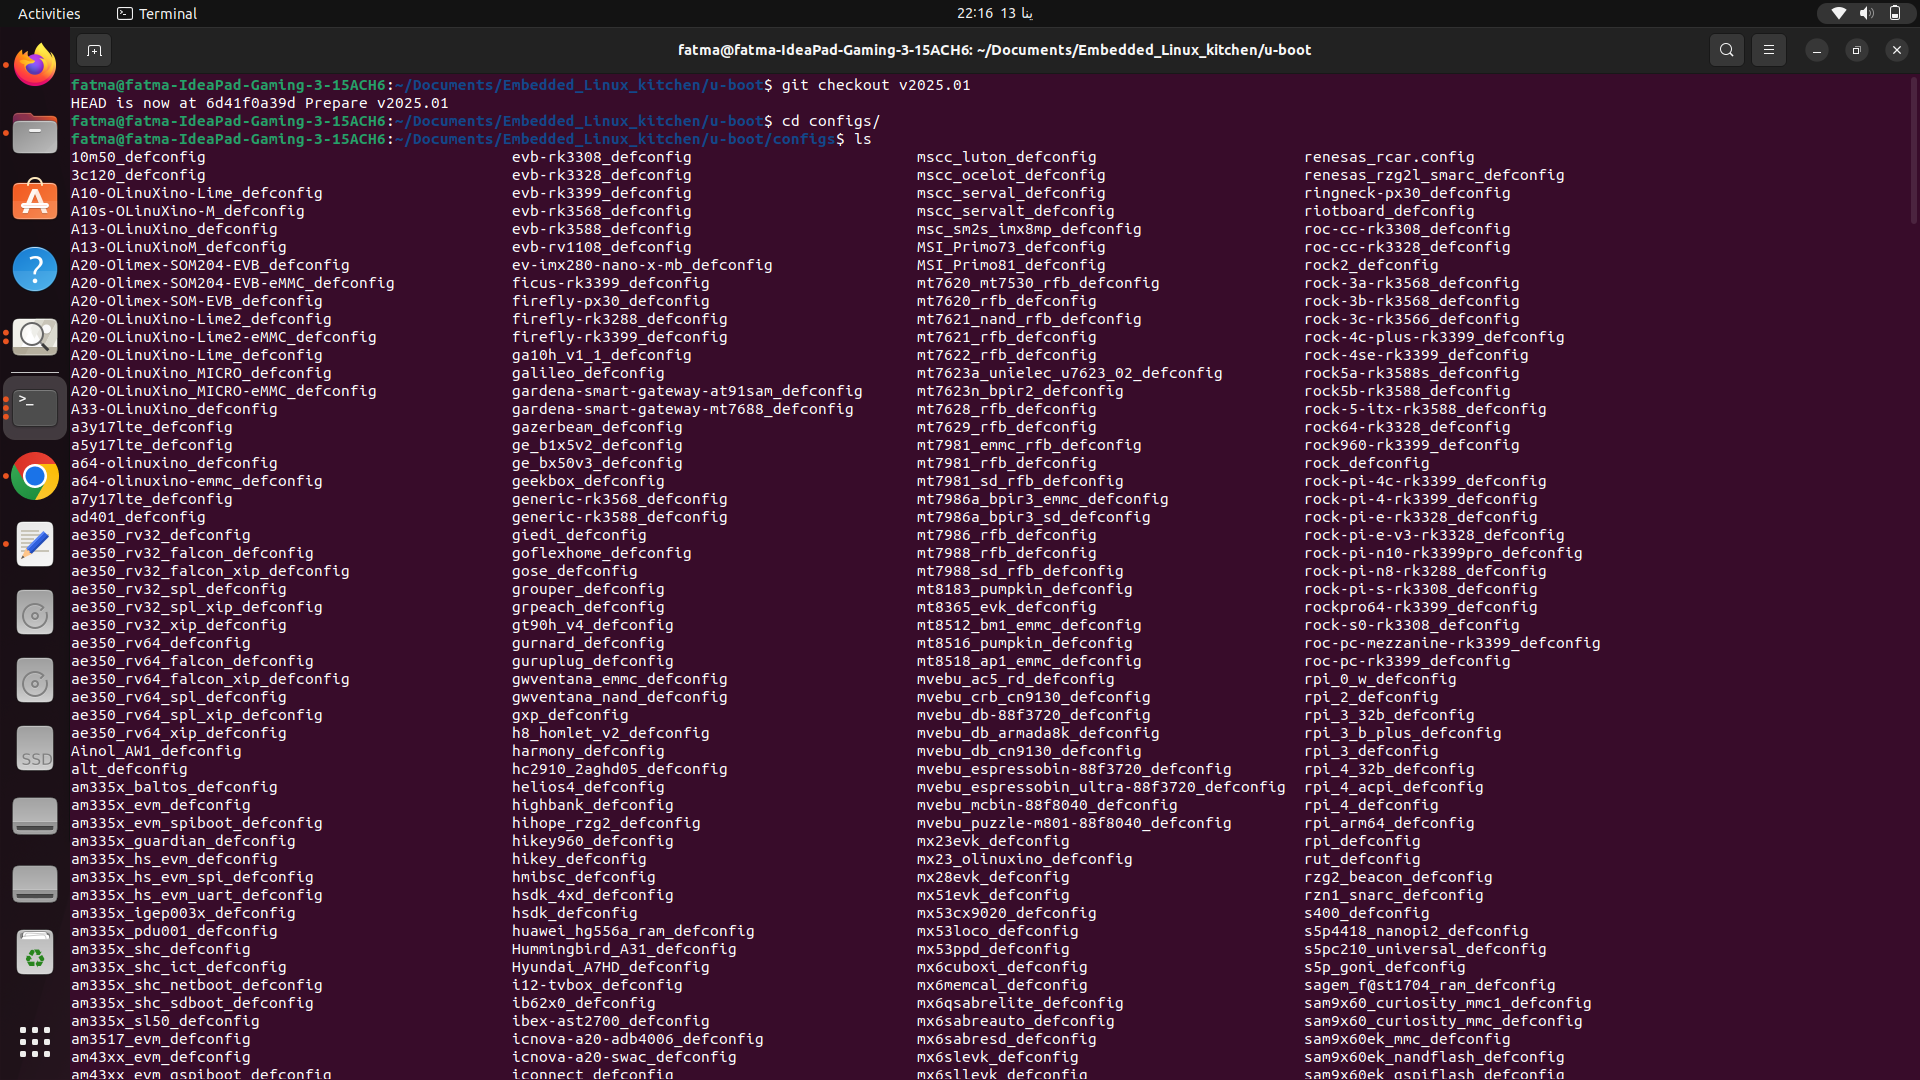 Activities Terminal 22:16 13 ينا
fatma@fatma-IdeaPad-Gaming-3-15ACH6: ~/Documents/Embedded_Linux_kitchen/u-boot
fatma@fatma-IdeaPad-Gaming-3-15ACH6:~/Documents/Embedded_Linux_kitchen/u-boot$ git checkout v2025.01
HEAD is now at 6d41f0a39d Prepare v2025.01
fatma@fatma-IdeaPad-Gaming-3-15ACH6:~/Documents/Embedded_Linux_kitchen/u-boot$ cd configs/
fatma@fatma-IdeaPad-Gaming-3-15ACH6:~/Documents/Embedded_Linux_kitchen/u-boot/configs$ ls
10m50_defconfig evb-rk3308_defconfig mscc_luton_defconfig renesas_rcar.config
3c120_defconfig evb-rk3328_defconfig mscc_ocelot_defconfig renesas_rzg2l_smarc_defconfig
A10-OLinuXino-Lime_defconfig evb-rk3399_defconfig mscc_serval_defconfig ringneck-px30_defconfig
A10s-OLinuXino-M_defconfig evb-rk3568_defconfig mscc_servalt_defconfig riotboard_defconfig
A13-OLinuXino_defconfig evb-rk3588_defconfig msc_sm2s_imx8mp_defconfig roc-cc-rk3308_defconfig
A13-OLinuXinoM_defconfig evb-rv1108_defconfig MSI_Primo73_defconfig roc-cc-rk3328_defconfig
A20-Olimex-SOM204-EVB_defconfig ev-imx280-nano-x-mb_defconfig MSI_Primo81_defconfig rock2_defconfig
A20-Olimex-SOM204-EVB-eMMC_defconfig ficus-rk3399_defconfig mt7620_mt7530_rfb_defconfig rock-3a-rk3568_defconfig
A20-Olimex-SOM-EVB_defconfig firefly-px30_defconfig mt7620_rfb_defconfig rock-3b-rk3568_defconfig
A20-OLinuXino-Lime2_defconfig firefly-rk3288_defconfig mt7621_nand_rfb_defconfig rock-3c-rk3566_defconfig
A20-OLinuXino-Lime2-eMMC_defconfig firefly-rk3399_defconfig mt7621_rfb_defconfig rock-4c-plus-rk3399_defconfig
A20-OLinuXino-Lime_defconfig ga10h_v1_1_defconfig mt7622_rfb_defconfig rock-4se-rk3399_defconfig
A20-OLinuXino_MICRO_defconfig galileo_defconfig mt7623a_unielec_u7623_02_defconfig rock5a-rk3588s_defconfig
A20-OLinuXino_MICRO-eMMC_defconfig gardena-smart-gateway-at91sam_defconfig mt7623n_bpir2_defconfig rock5b-rk3588_defconfig
A33-OLinuXino_defconfig gardena-smart-gateway-mt7688_defconfig mt7628_rfb_defconfig rock-5-itx-rk3588_defconfig
a3y17lte_defconfig gazerbeam_defconfig mt7629_rfb_defconfig rock64-rk3328_defconfig
a5y17lte_defconfig ge_b1x5v2_defconfig mt7981_emmc_rfb_defconfig rock960-rk3399_defconfig
a64-olinuxino_defconfig ge_bx50v3_defconfig mt7981_rfb_defconfig rock_defconfig
a64-olinuxino-emmc_defconfig geekbox_defconfig mt7981_sd_rfb_defconfig rock-pi-4c-rk3399_defconfig
a7y17lte_defconfig generic-rk3568_defconfig mt7986a_bpir3_emmc_defconfig rock-pi-4-rk3399_defconfig
ad401_defconfig generic-rk3588_defconfig mt7986a_bpir3_sd_defconfig rock-pi-e-rk3328_defconfig
ae350_rv32_defconfig giedi_defconfig mt7986_rfb_defconfig rock-pi-e-v3-rk3328_defconfig
ae350_rv32_falcon_defconfig goflexhome_defconfig mt7988_rfb_defconfig rock-pi-n10-rk3399pro_defconfig
ae350_rv32_falcon_xip_defconfig gose_defconfig mt7988_sd_rfb_defconfig rock-pi-n8-rk3288_defconfig
ae350_rv32_spl_defconfig grouper_defconfig mt8183_pumpkin_defconfig rock-pi-s-rk3308_defconfig
ae350_rv32_spl_xip_defconfig grpeach_defconfig mt8365_evk_defconfig rockpro64-rk3399_defconfig
ae350_rv32_xip_defconfig gt90h_v4_defconfig mt8512_bm1_emmc_defconfig rock-s0-rk3308_defconfig
ae350_rv64_defconfig gurnard_defconfig mt8516_pumpkin_defconfig roc-pc-mezzanine-rk3399_defconfig
ae350_rv64_falcon_defconfig guruplug_defconfig mt8518_ap1_emmc_defconfig roc-pc-rk3399_defconfig
ae350_rv64_falcon_xip_defconfig gwventana_emmc_defconfig mvebu_ac5_rd_defconfig rpi_0_w_defconfig
ae350_rv64_spl_defconfig gwventana_nand_defconfig mvebu_crb_cn9130_defconfig rpi_2_defconfig
ae350_rv64_spl_xip_defconfig gxp_defconfig mvebu_db-88f3720_defconfig rpi_3_32b_defconfig
ae350_rv64_xip_defconfig h8_homlet_v2_defconfig mvebu_db_armada8k_defconfig rpi_3_b_plus_defconfig
Ainol_AW1_defconfig harmony_defconfig mvebu_db_cn9130_defconfig rpi_3_defconfig
alt_defconfig hc2910_2aghd05_defconfig mvebu_espressobin-88f3720_defconfig rpi_4_32b_defconfig
am335x_baltos_defconfig helios4_defconfig mvebu_espressobin_ultra-88f3720_defconfig rpi_4_acpi_defconfig
am335x_evm_defconfig highbank_defconfig mvebu_mcbin-88f8040_defconfig rpi_4_defconfig
am335x_evm_spiboot_defconfig hihope_rzg2_defconfig mvebu_puzzle-m801-88f8040_defconfig rpi_arm64_defconfig
am335x_guardian_defconfig hikey960_defconfig mx23evk_defconfig rpi_defconfig
am335x_hs_evm_defconfig hikey_defconfig mx23_olinuxino_defconfig rut_defconfig
am335x_hs_evm_spi_defconfig hmibsc_defconfig mx28evk_defconfig rzg2_beacon_defconfig
am335x_hs_evm_uart_defconfig hsdk_4xd_defconfig mx51evk_defconfig rzn1_snarc_defconfig
am335x_igep003x_defconfig hsdk_defconfig mx53cx9020_defconfig s400_defconfig
am335x_pdu001_defconfig huawei_hg556a_ram_defconfig mx53loco_defconfig s5p4418_nanopi2_defconfig
am335x_shc_defconfig Hummingbird_A31_defconfig mx53ppd_defconfig s5pc210_universal_defconfig
am335x_shc_ict_defconfig Hyundai_A7HD_defconfig mx6cuboxi_defconfig s5p_goni_defconfig
am335x_shc_netboot_defconfig i12-tvbox_defconfig mx6memcal_defconfig sagem_f@st1704_ram_defconfig
am335x_shc_sdboot_defconfig ib62x0_defconfig mx6qsabrelite_defconfig sam9x60_curiosity_mmc1_defconfig
am335x_sl50_defconfig ibex-ast2700_defconfig mx6sabreauto_defconfig sam9x60_curiosity_mmc_defconfig
am3517_evm_defconfig icnova-a20-adb4006_defconfig mx6sabresd_defconfig sam9x60ek_mmc_defconfig
am43xx_evm_defconfig icnova-a20-swac_defconfig mx6slevk_defconfig sam9x60ek_nandflash_defconfig
am43xx_evm_qspiboot_defconfig iconnect_defconfig mx6sllevk_defconfig sam9x60ek_qspiflash_defconfig
SSD